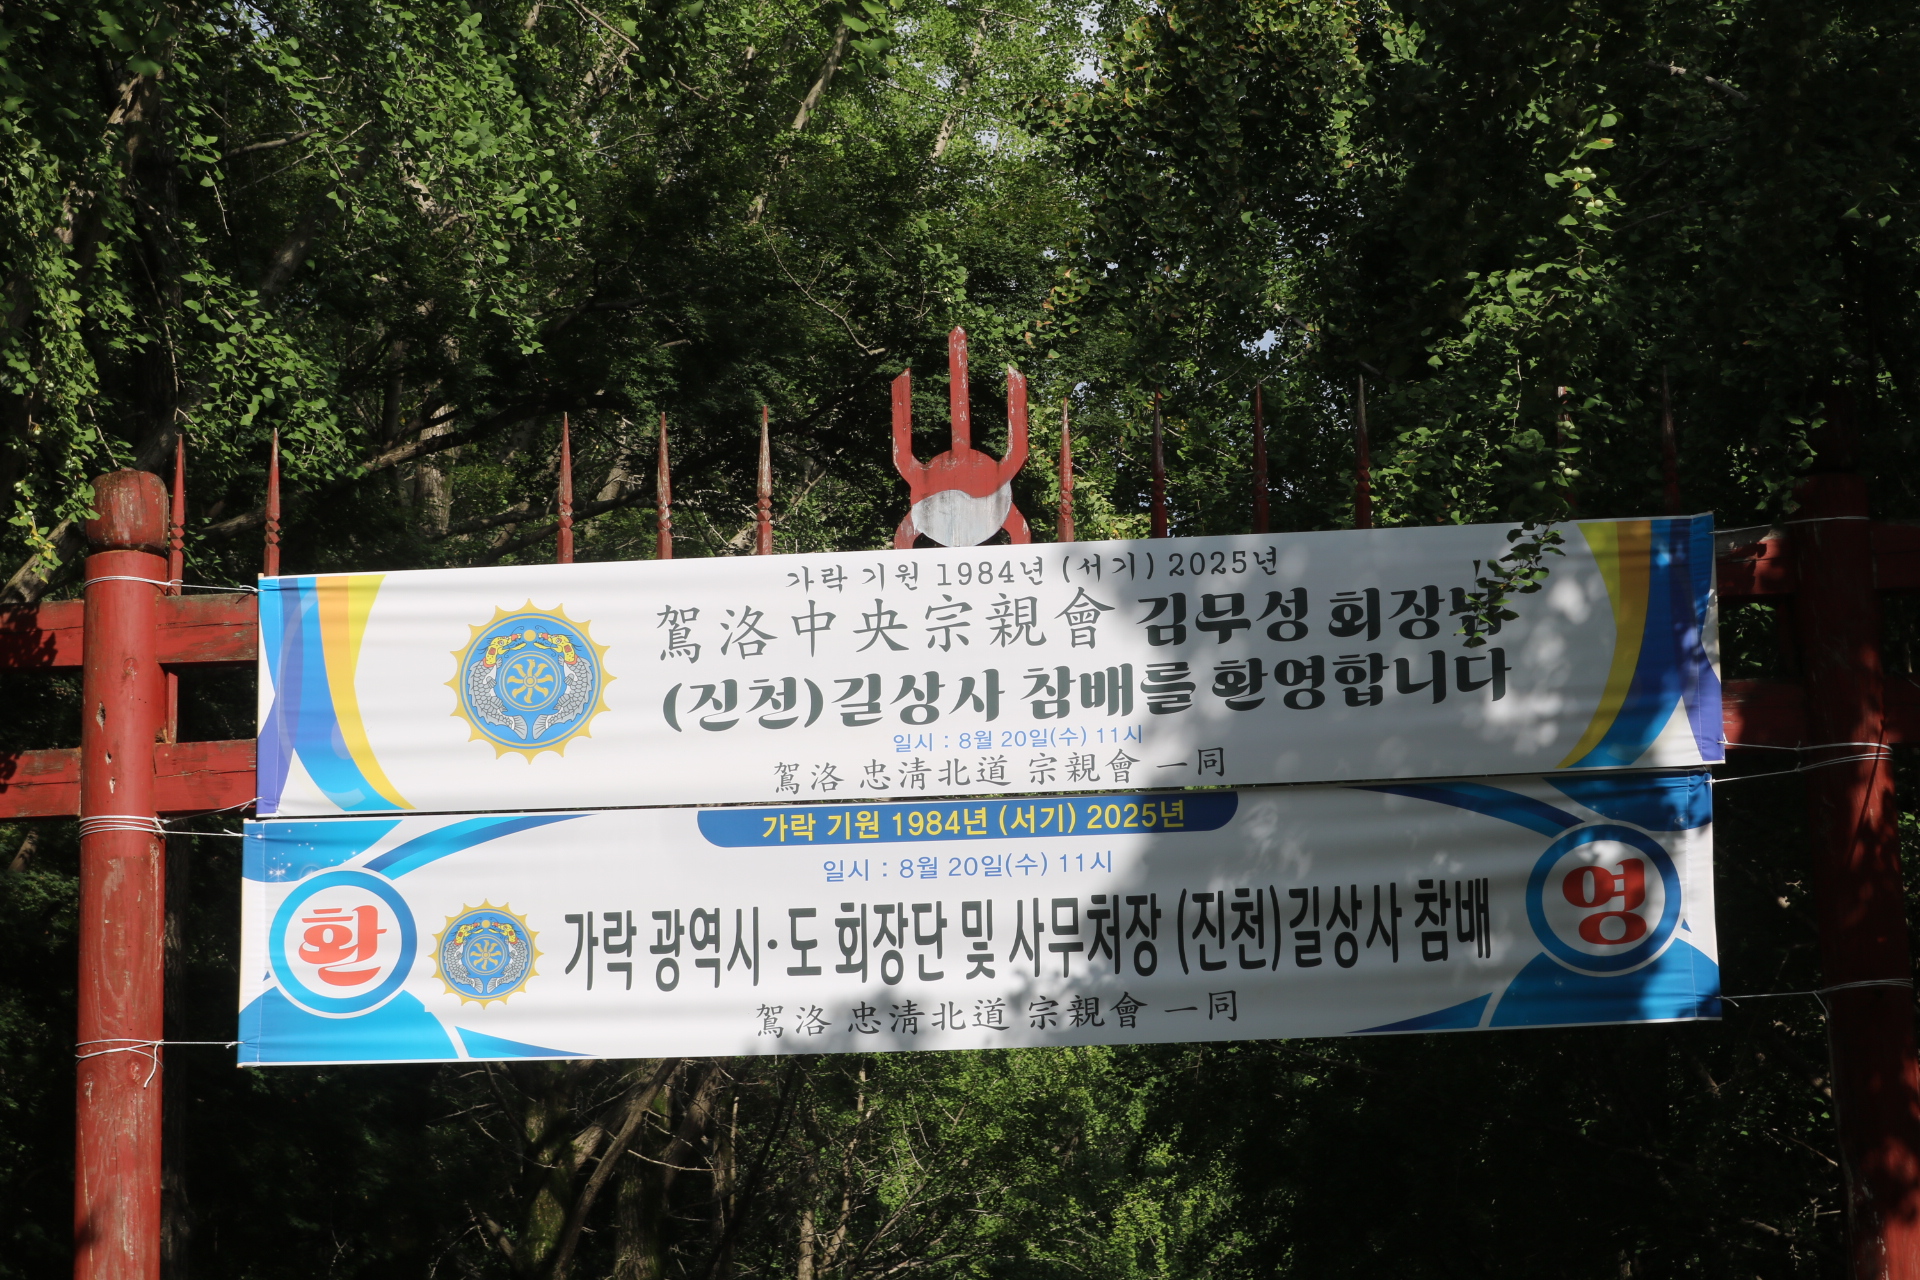 가락 기원 1984년 (서기) 2025년
駕洛中央宗親會 김무성 회장님
(진천)길상사 참배를 환영합니다
일시 : 8월 20일(수) 11시
駕洛 忠淸北道 宗親會 一同
가락 기원 1984년 (서기) 2025년
일시 : 8월 20일(수) 11시
환
가락 광역시·도 회장단 및 사무처장 (진천)길상사 참배
영
駕洛 忠淸北道 宗親會 一同